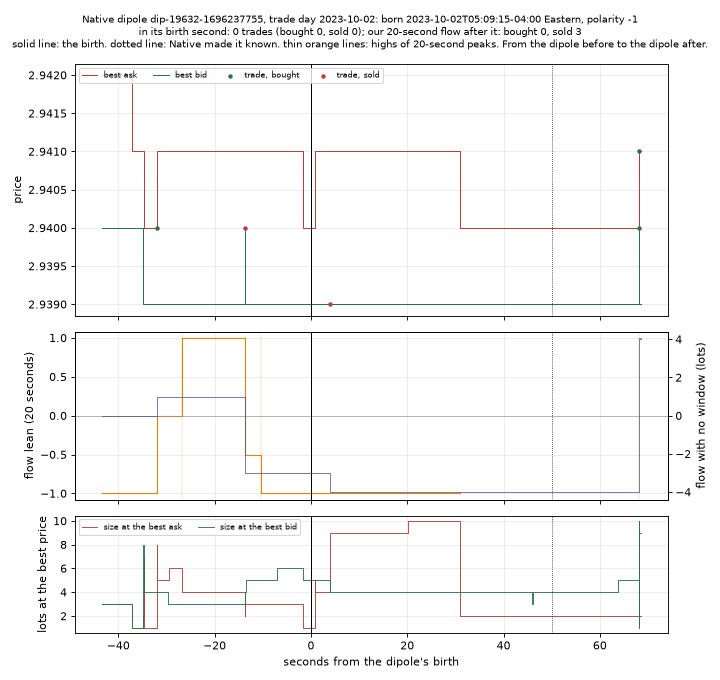 Native dipole dip-19632-1696237755, trade day 2023-10-02: born 2023-10-02T05:09:15-04:00 Eastern, polarity -1
in its birth second: 0 trades (bought 0, sold 0); our 20-second flow after it: bought 0, sold 3
solid line: the birth. dotted line: Native made it known. thin orange lines: highs of 20-second peaks. From the dipole before to the dipole after.
best ask best bid trade, bought trade, sold
2.9420
2.9415
2.9410
2.9405
2.9400
2.9395
2.9390
price
1.0
0.5
0.0
−0.5
−1.0
flow lean (20 seconds)
4
2
0
−2
−4
flow with no window (lots)
size at the best ask size at the best bid
10
8
6
4
2
lots at the best price
−40 −20 0 20 40 60
seconds from the dipole's birth